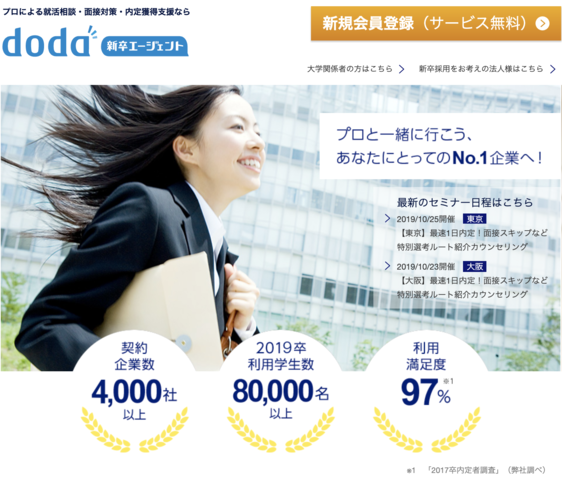 プロによる就活相談・面接対策・内定獲得支援なら
doda 新卒エージェント
新規会員登録（サービス無料）
大学関係者の方はこちら
新卒採用をお考えの法人様はこちら
プロと一緒に行こう、
あなたにとってのNo.1企業へ！
最新のセミナー日程はこちら
2019/10/25開催 東京
【東京】最速1日内定！面接スキップなど
特別選考ルート紹介カウンセリング
2019/10/23開催 大阪
【大阪】最速1日内定！面接スキップなど
特別選考ルート紹介カウンセリング
契約
企業数
4,000社
以上
2019卒
利用学生数
80,000名
以上
利用
満足度
97%※1
※1 「2017卒内定者調査」（弊社調べ）